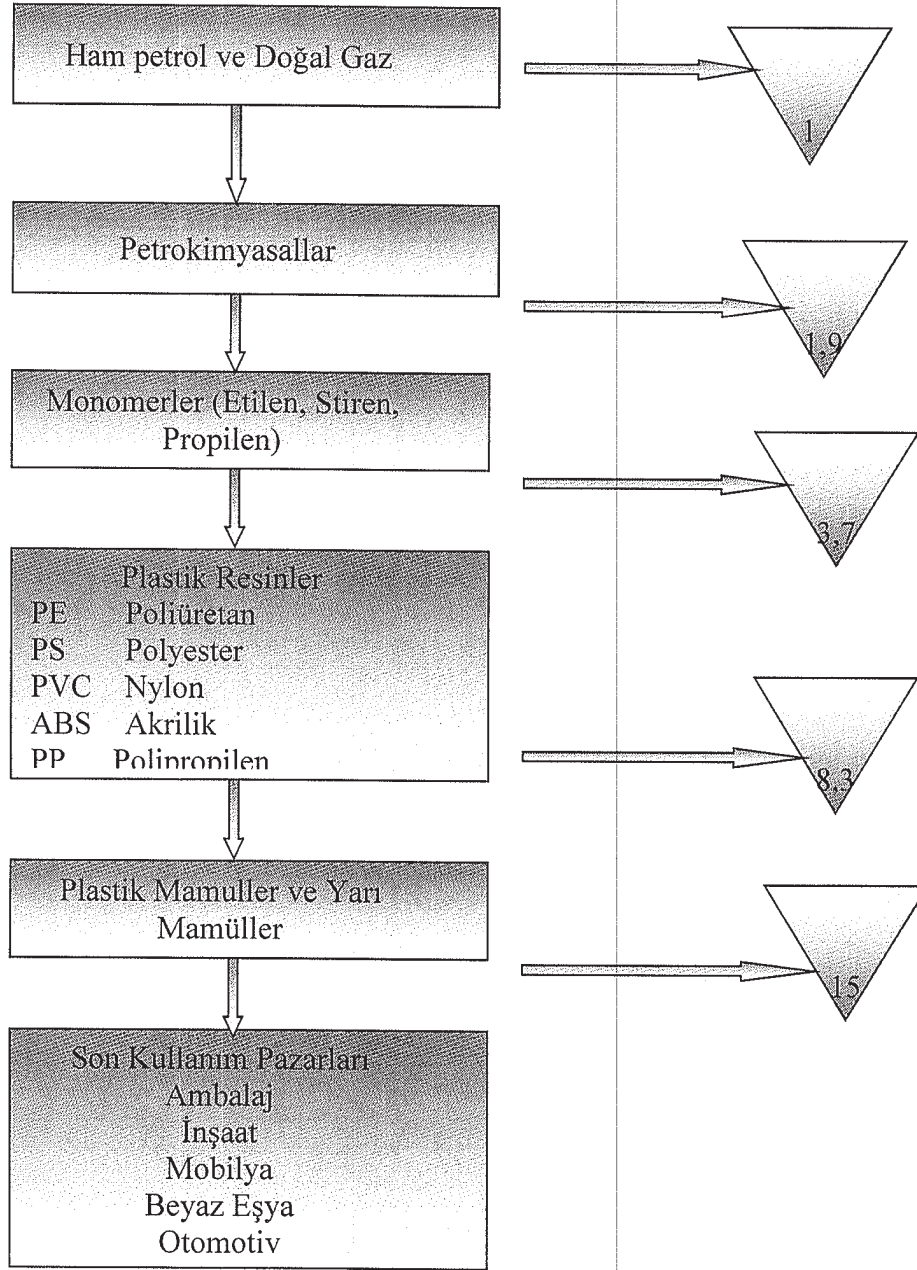 Ham petrol ve Doğal Gaz
1
Petrokimyasallar
1,9
Monomerler (Etilen, Stiren,
Propilen)
3,7
Plastik Resinler
PE Poliüretan
PS Polyester
PVC Nylon
ABS Akrilik
PP Polipropilen
8,3
Plastik Mamuller ve Yarı
Mamüller
15
Son Kullanım Pazarları
Ambalaj
İnşaat
Mobilya
Beyaz Eşya
Otomotiv